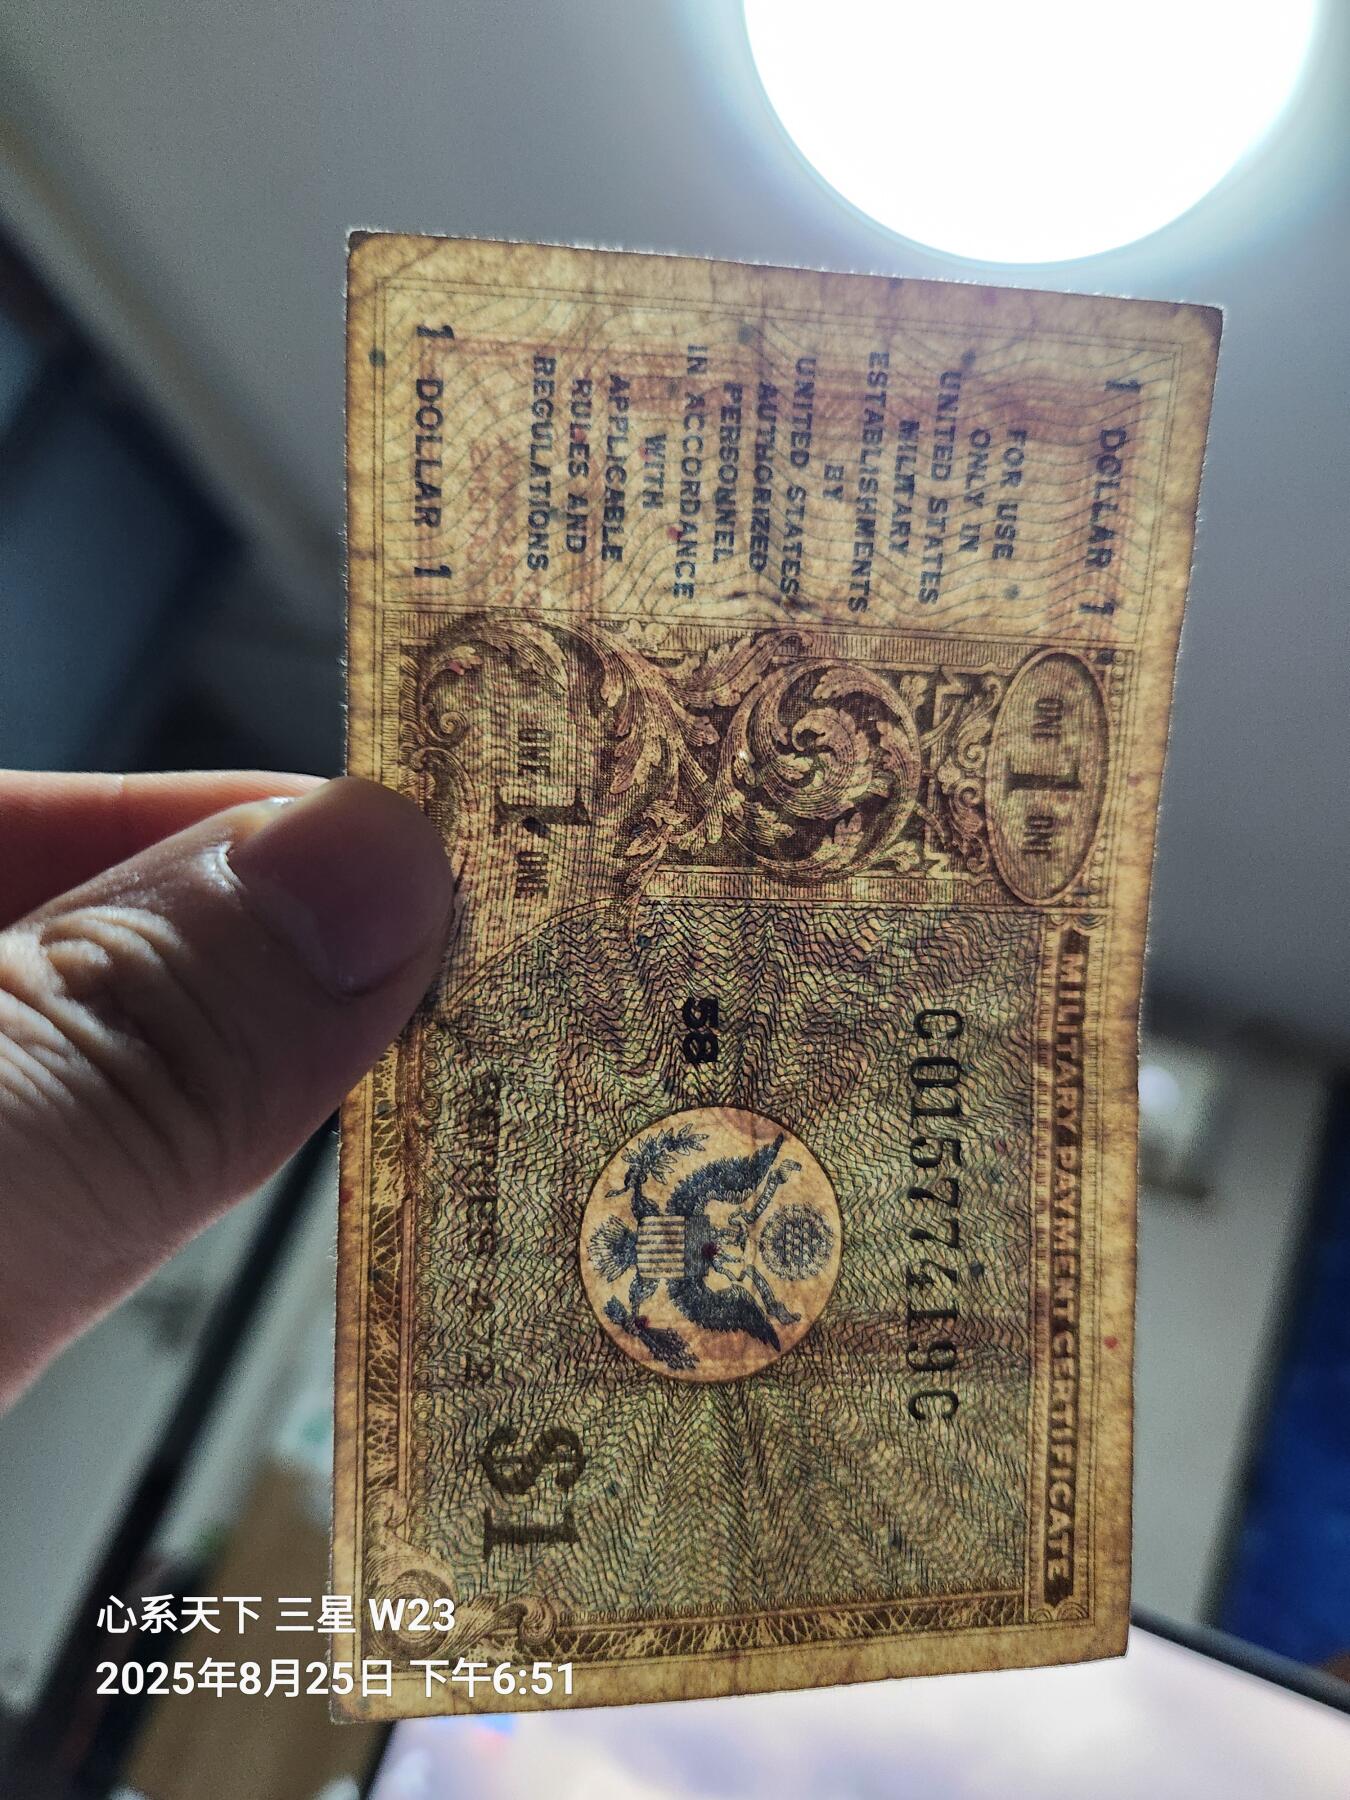 1 DOLLAR 1
FOR USE
ONLY IN
UNITED STATES
MILITARY
ESTABLISHMENTS
BY
UNITED STATES
AUTHORIZED
PERSONNEL
IN ACCORDANCE
WITH
APPLICABLE
RULES AND
REGULATIONS
1 DOLLAR 1
ONE 1 ONE
ONE 1 ONE
MILITARY PAYMENT CERTIFICATE
C01577419C
58
SERIES
$1
心系天下 三星 W23
2025年8月25日 下午6:51